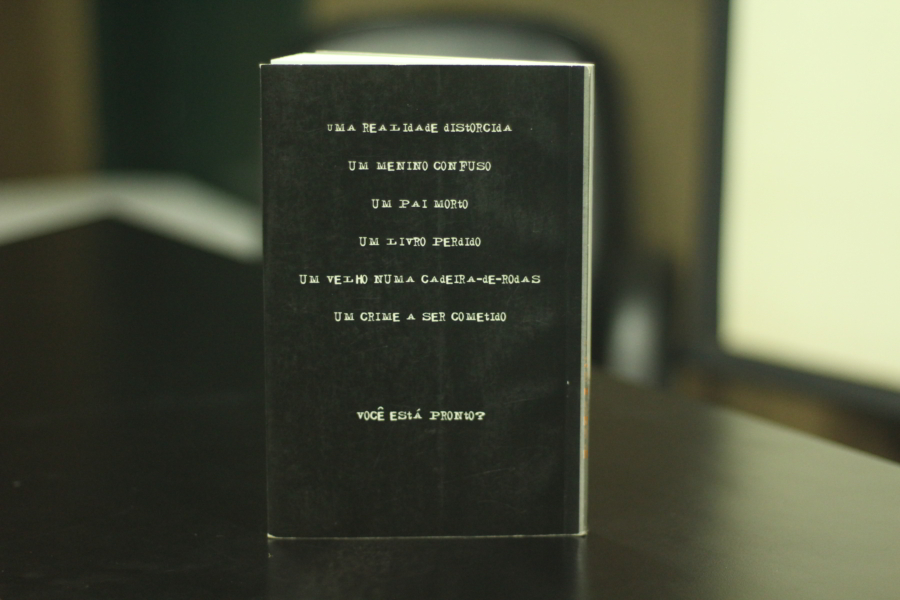 UMA REALIdAdE dIStORCIdA
UM MENINO CONFUSO
UM PAI MORtO
UM LIVRO PERdIdO
UM VELHO NUMA CAdEIRA-dE-ROdAS
UM CRIME A SER COMEtIdO
VOCÊ EStÁ PRONtO?